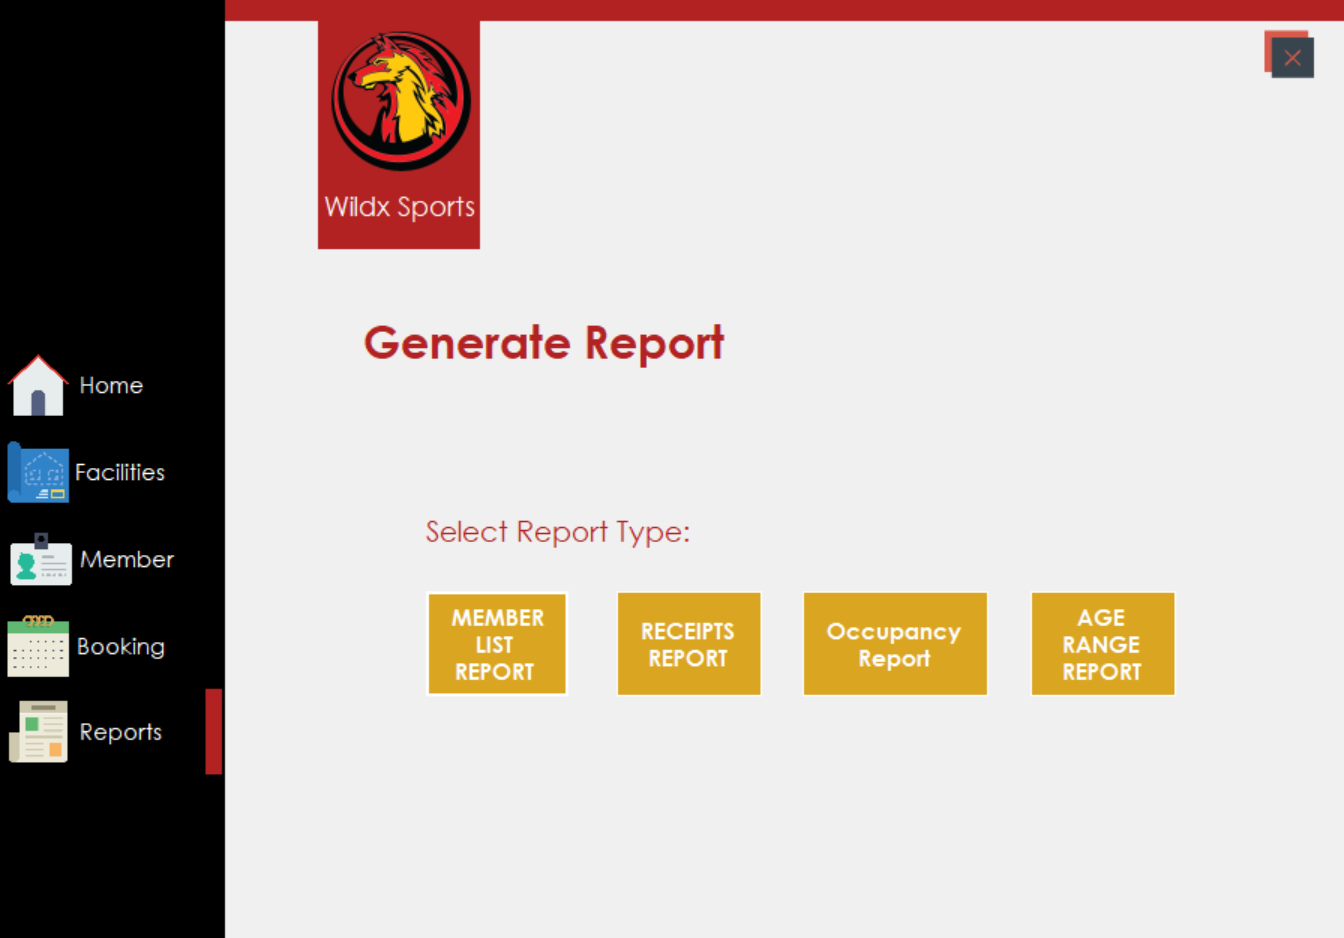 Wildx Sports
Generate Report
Home
Facilities
Member
Booking
Reports
Select Report Type:
MEMBER
LIST
REPORT
RECEIPTS
REPORT
Occupancy
Report
AGE
RANGE
REPORT